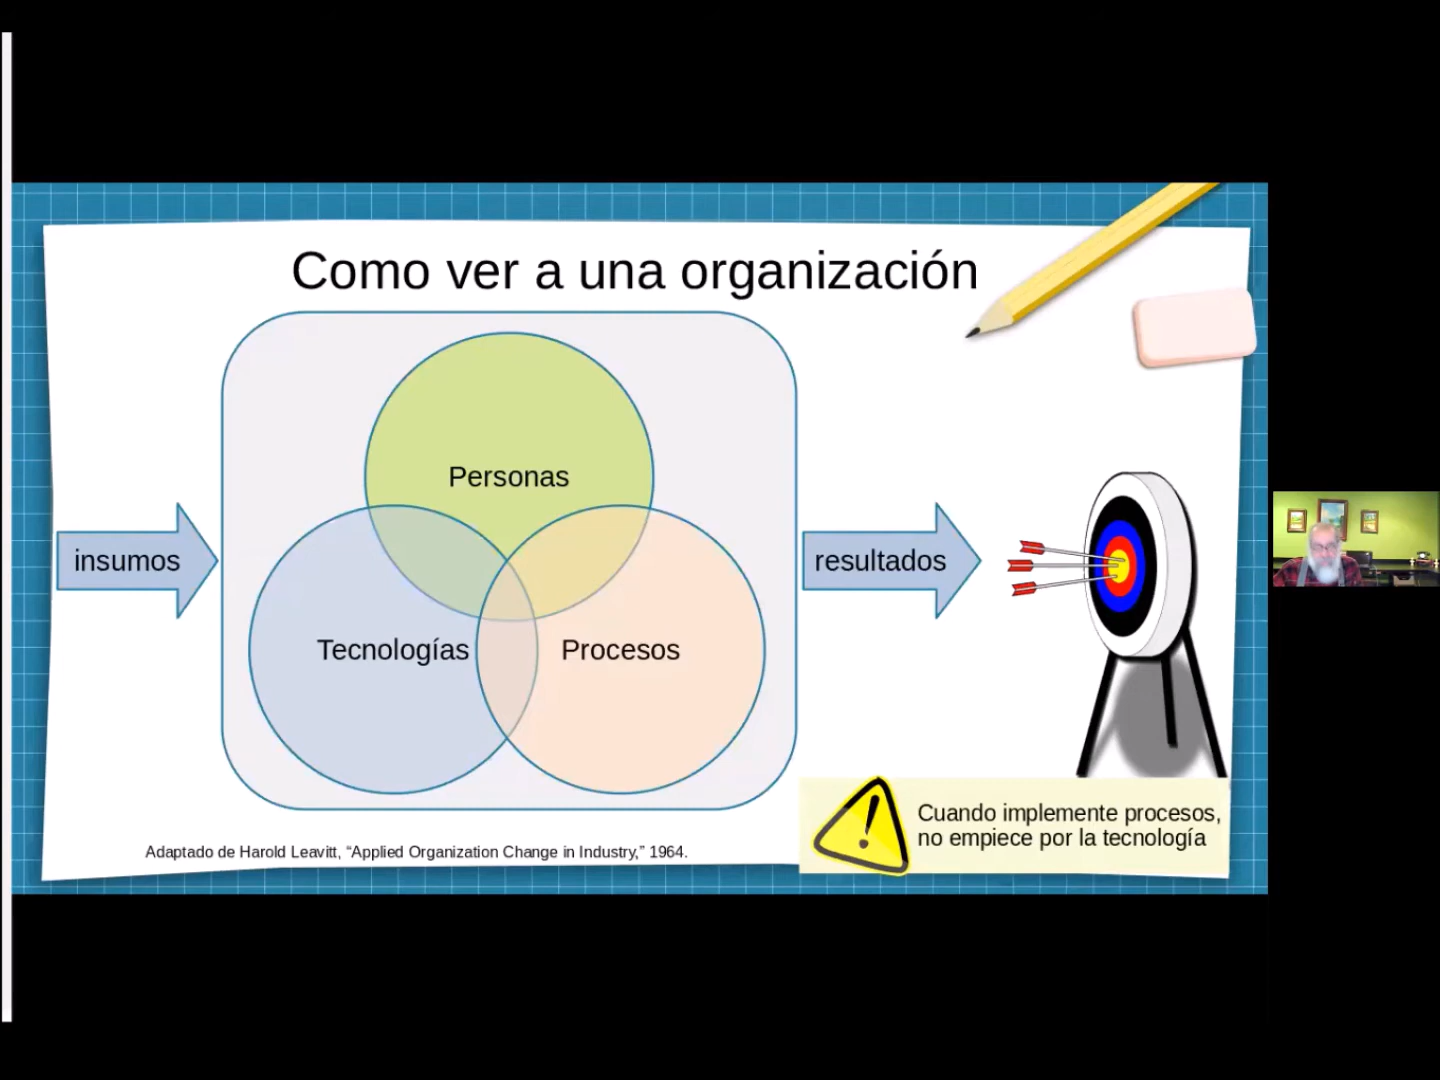 Como ver a una organización
Personas
insumos
resultados
Tecnologías
Procesos
Cuando implemente procesos,
no empiece por la tecnología
Adaptado de Harold Leavitt, “Applied Organization Change in Industry,” 1964.